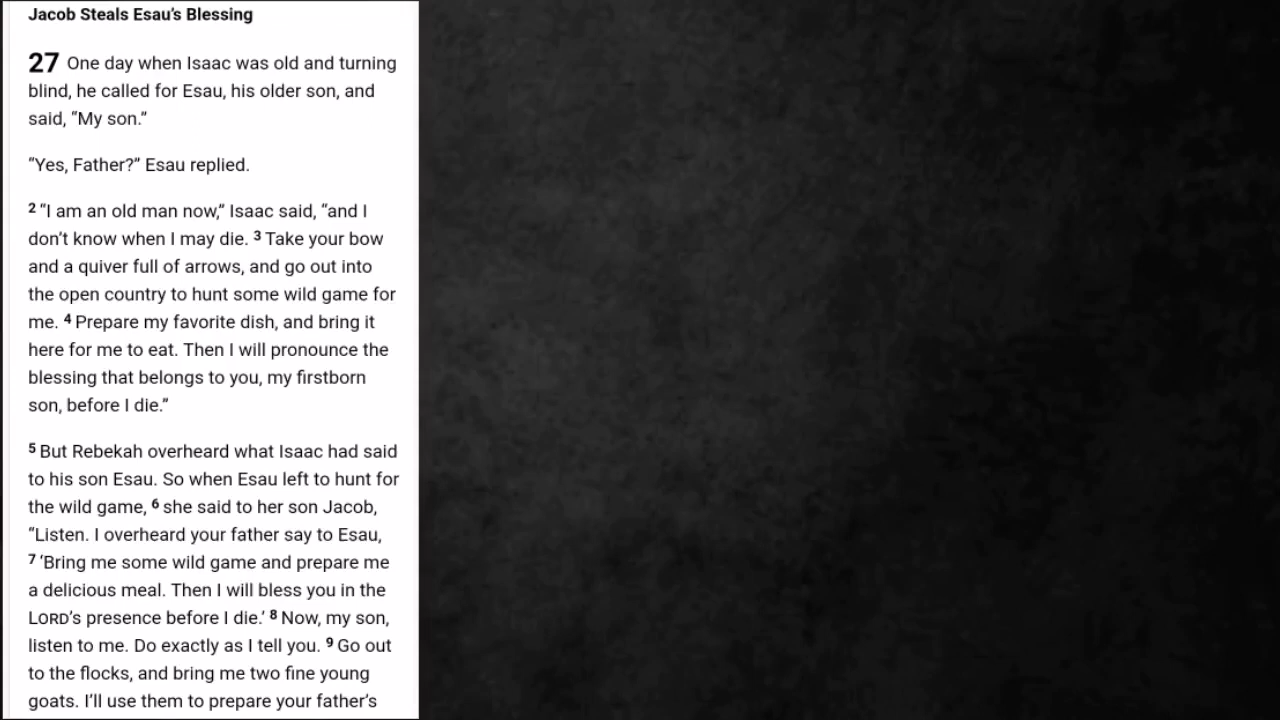 Jacob Steals Esau’s Blessing
27 One day when Isaac was old and turning
blind, he called for Esau, his older son, and
said, “My son.”
“Yes, Father?” Esau replied.
2 “I am an old man now,” Isaac said, “and I
don’t know when I may die. 3 Take your bow
and a quiver full of arrows, and go out into
the open country to hunt some wild game for
me. 4 Prepare my favorite dish, and bring it
here for me to eat. Then I will pronounce the
blessing that belongs to you, my firstborn
son, before I die.”
5 But Rebekah overheard what Isaac had said
to his son Esau. So when Esau left to hunt for
the wild game, 6 she said to her son Jacob,
“Listen. I overheard your father say to Esau,
7 ‘Bring me some wild game and prepare me
a delicious meal. Then I will bless you in the
LORD’s presence before I die.’ 8 Now, my son,
listen to me. Do exactly as I tell you. 9 Go out
to the flocks, and bring me two fine young
goats. I’ll use them to prepare your father’s